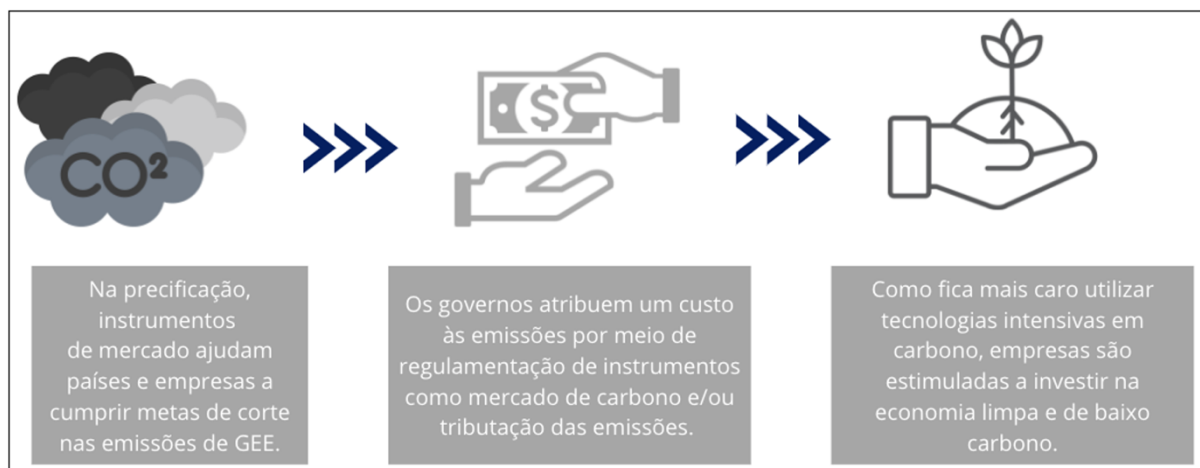 CO²
$
Na precificação,
instrumentos
de mercado ajudam
países e empresas a
cumprir metas de corte
nas emissões de GEE.
Os governos atribuem um custo
às emissões por meio de
regulamentação de instrumentos
como mercado de carbono e/ou
tributação das emissões.
Como fica mais caro utilizar
tecnologias intensivas em
carbono, empresas são
estimuladas a investir na
economia limpa e de baixo
carbono.